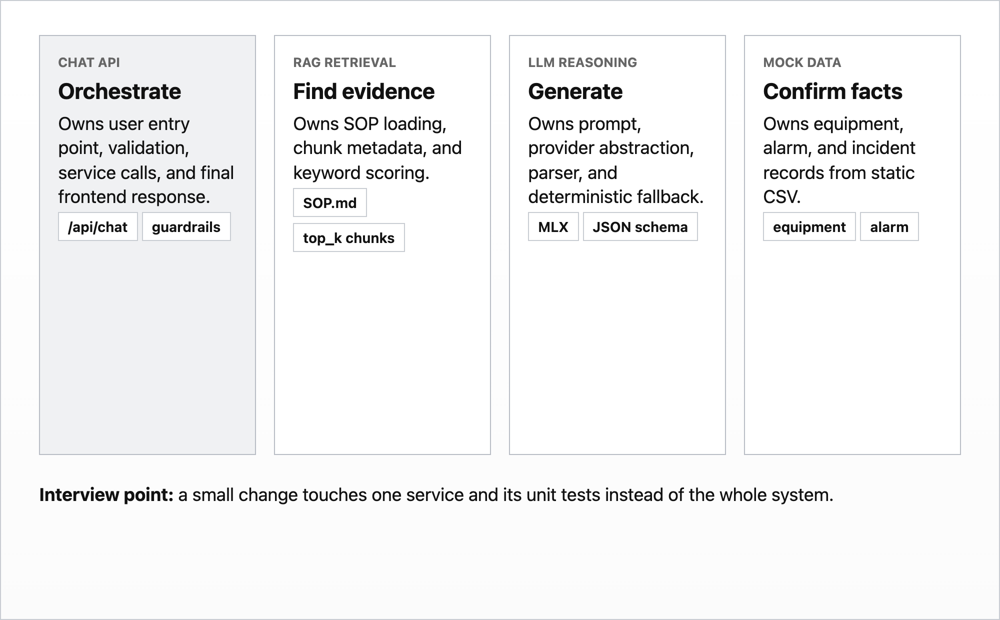 CHAT API
Orchestrate
Owns user entry
point, validation,
service calls, and final
frontend response.
/api/chat guardrails
RAG RETRIEVAL
Find evidence
Owns SOP loading,
chunk metadata, and
keyword scoring.
SOP.md
top_k chunks
LLM REASONING
Generate
Owns prompt,
provider abstraction,
parser, and
deterministic fallback.
MLX JSON schema
MOCK DATA
Confirm facts
Owns equipment,
alarm, and incident
records from static
CSV.
equipment alarm
Interview point: a small change touches one service and its unit tests instead of the whole system.